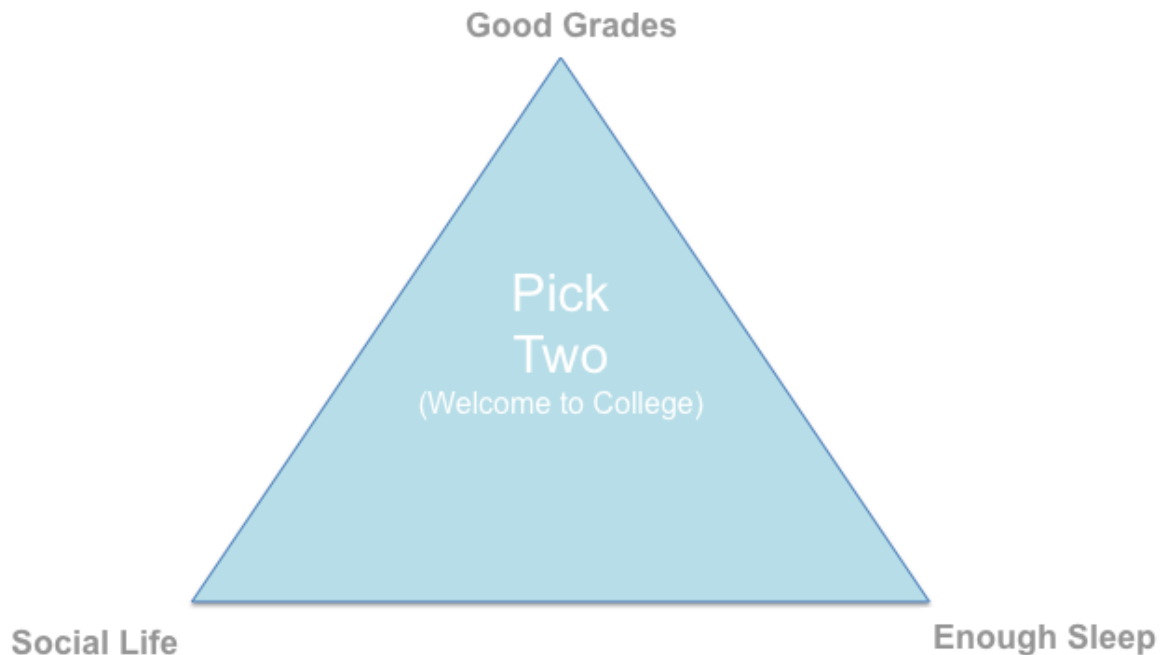 Good Grades
Pick
Two
(Welcome to College)
Social Life
Enough Sleep